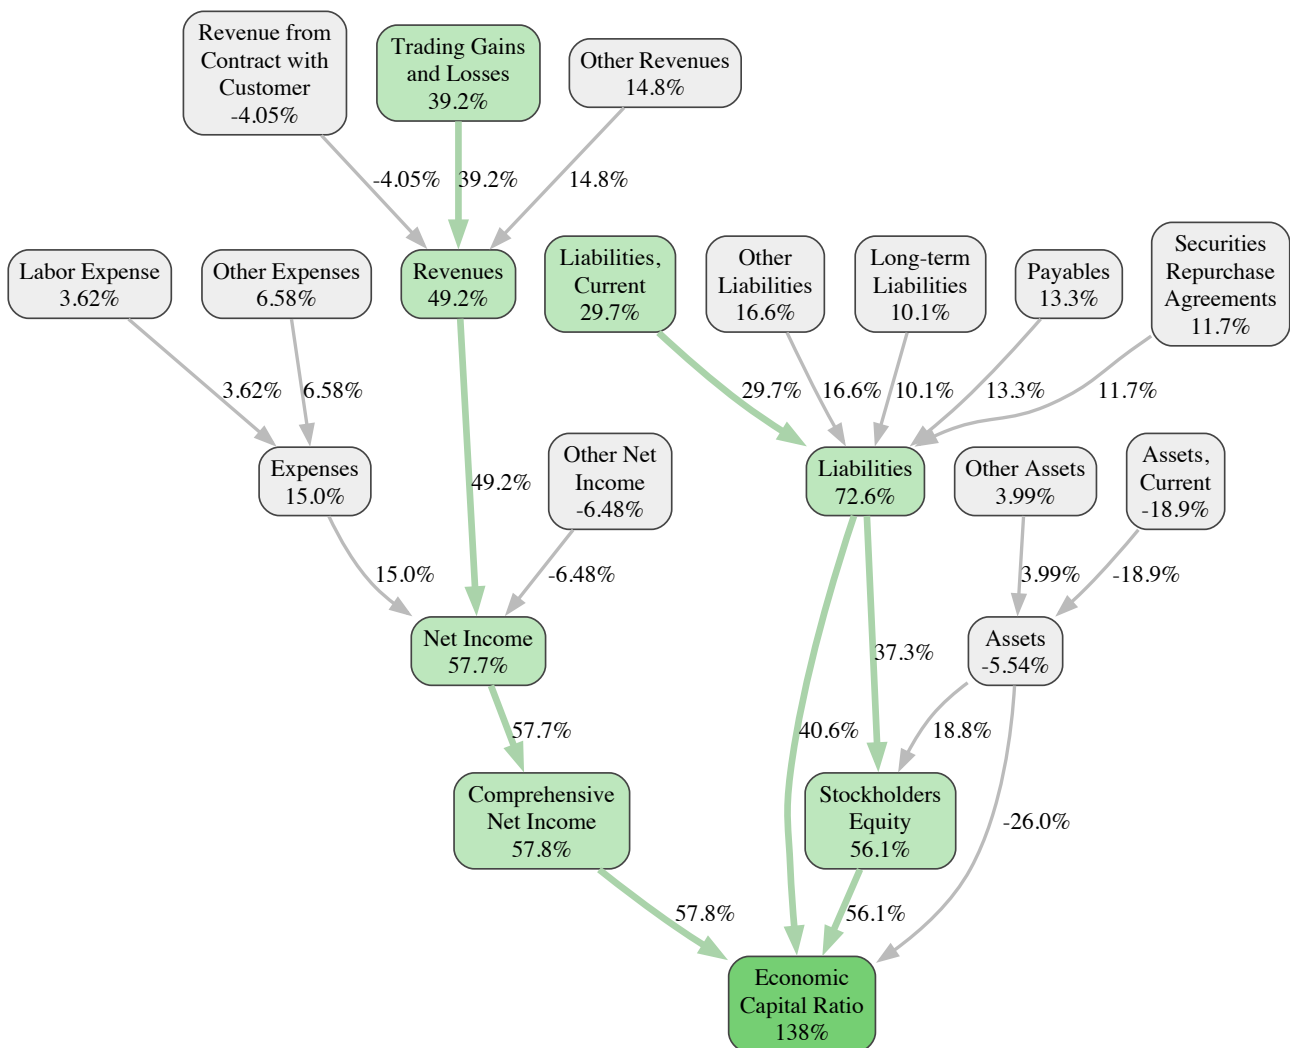 Revenue from
Contract with
Customer
-4.05%
Trading Gains
and Losses
39.2%
Other Revenues
14.8%
-4.05%
39.2%
14.8%
Labor Expense
3.62%
Other Expenses
6.58%
Revenues
49.2%
Liabilities,
Current
29.7%
Other
Liabilities
16.6%
Long-term
Liabilities
10.1%
Payables
13.3%
Securities
Repurchase
Agreements
11.7%
3.62%
6.58%
29.7%
16.6%
10.1%
13.3%
11.7%
Expenses
15.0%
49.2%
Other Net
Income
-6.48%
Liabilities
72.6%
Other Assets
3.99%
Assets,
Current
-18.9%
15.0%
-6.48%
3.99%
-18.9%
Net Income
57.7%
37.3%
Assets
-5.54%
57.7%
40.6%
18.8%
Comprehensive
Net Income
57.8%
Stockholders
Equity
56.1%
-26.0%
57.8%
56.1%
Economic
Capital Ratio
138%